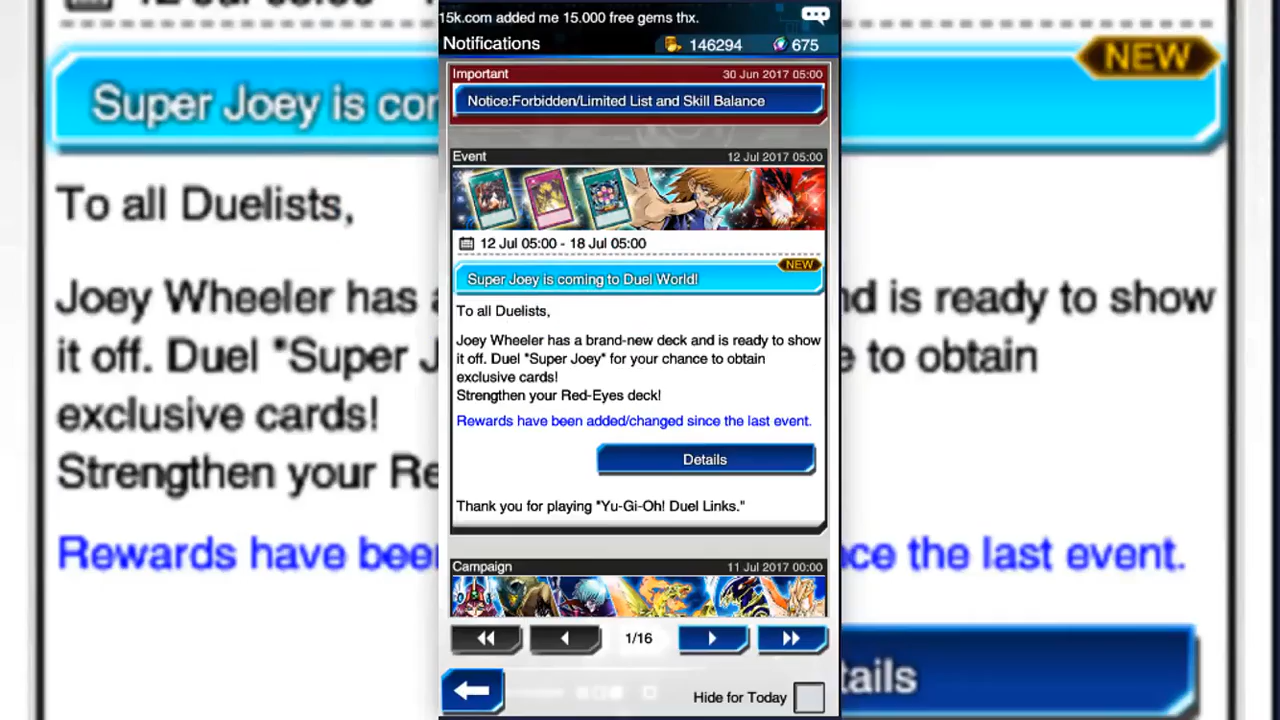 15k.com added me 15.000 free gems thx.
Notifications 146294 675
Important 30 Jun 2017 05:00
Notice:Forbidden/Limited List and Skill Balance
Event 12 Jul 2017 05:00
12 Jul 05:00 - 18 Jul 05:00
NEW
Super Joey is coming to Duel World!
To all Duelists,
Joey Wheeler has a brand-new deck and is ready to show
it off. Duel "Super Joey" for your chance to obtain
exclusive cards!
Strengthen your Red-Eyes deck!
Rewards have been added/changed since the last event.
Details
Thank you for playing "Yu-Gi-Oh! Duel Links."
Campaign 11 Jul 2017 00:00
1/16
Hide for Today
NEW
Super Joey is co
To all Duelists,
Joey Wheeler has nd is ready to show
it off. Duel "Super J e to obtain
exclusive cards!
Strengthen your Re
Rewards have bee ce the last event.
tails